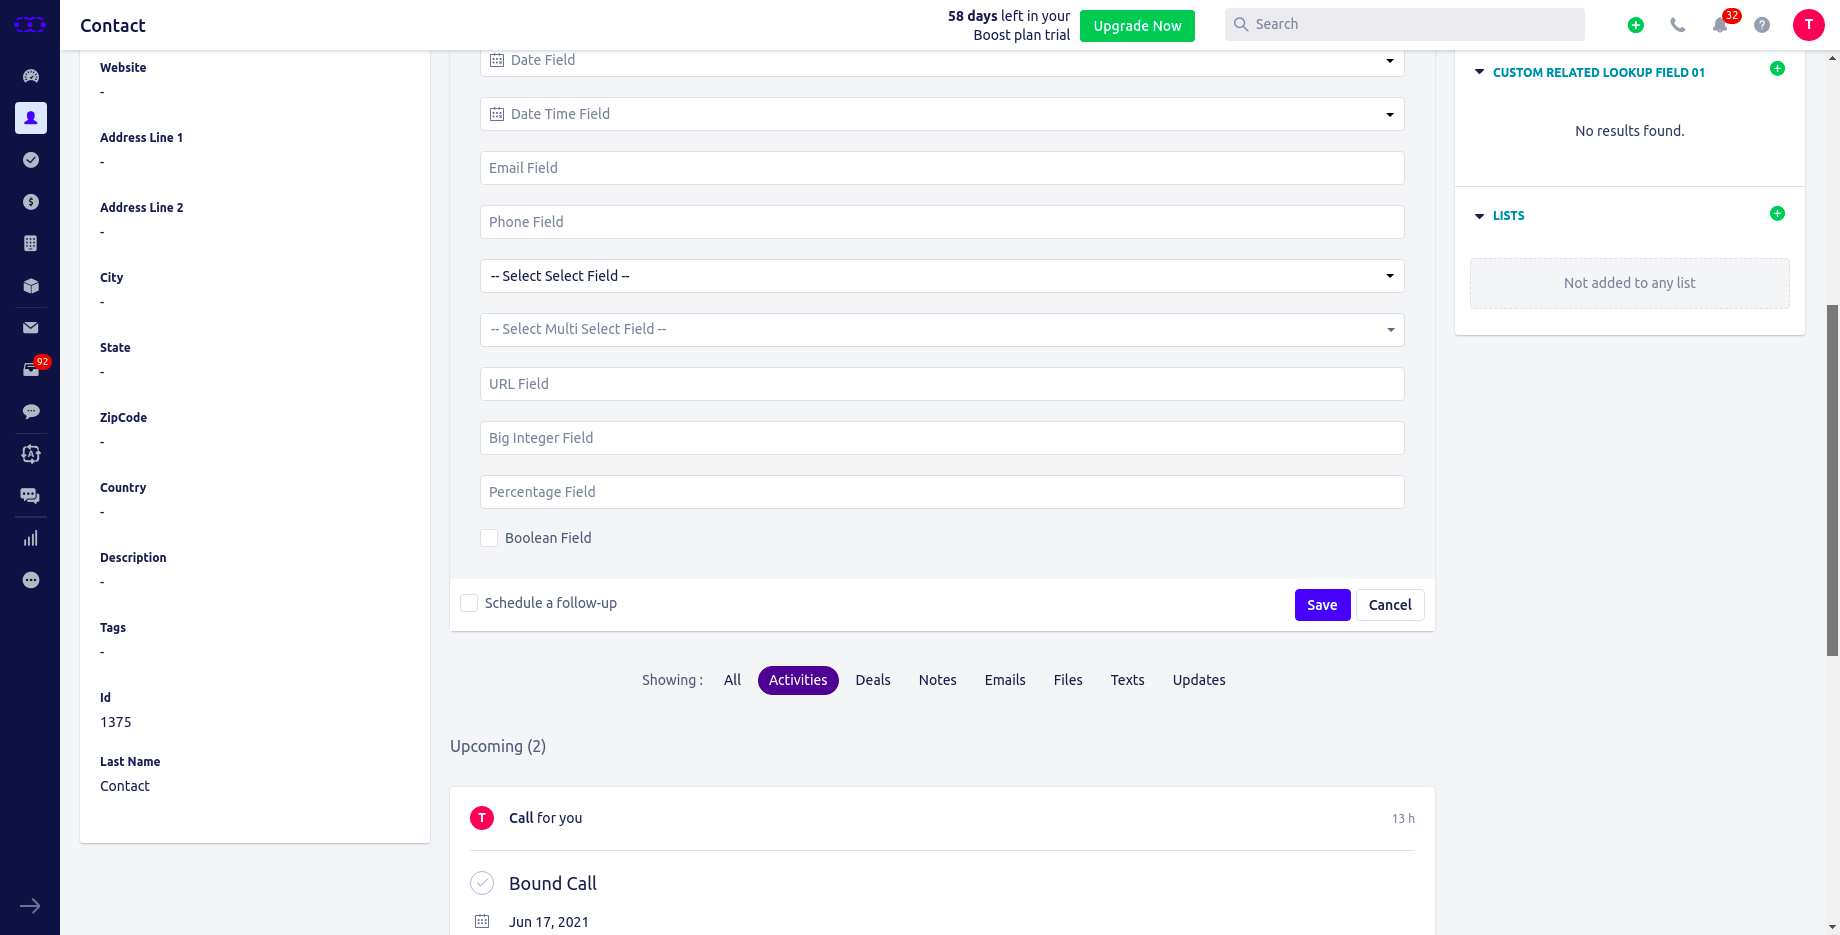 Contact
58 days left in your
Boost plan trial
Upgrade Now
Search
32
T
92
Website
-
Address Line 1
-
Address Line 2
-
City
-
State
-
ZipCode
-
Country
-
Description
-
Tags
-
Id
1375
Last Name
Contact
Date Field
Date Time Field
Email Field
Phone Field
-- Select Select Field --
-- Select Multi Select Field --
URL Field
Big Integer Field
Percentage Field
Boolean Field
Schedule a follow-up
Save
Cancel
Showing : All Activities Deals Notes Emails Files Texts Updates
Upcoming (2)
T Call for you 13 h
Bound Call
Jun 17, 2021
CUSTOM RELATED LOOKUP FIELD 01
No results found.
LISTS
Not added to any list